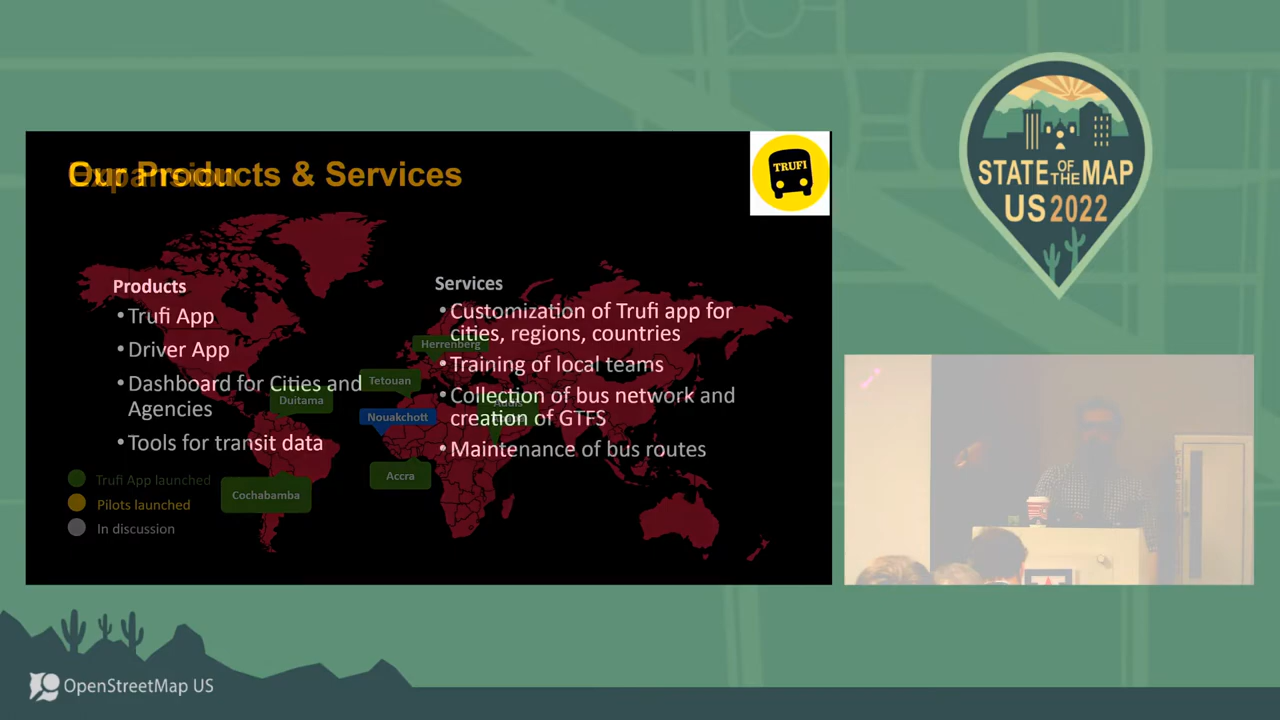 Our Products & Services
TRUFI
STATE OF THE MAP
US 2022
Products
• Trufi App
• Driver App
• Dashboard for Cities and
Agencies
• Tools for transit data
Services
• Customization of Trufi app for
cities, regions, countries
• Training of local teams
• Collection of bus network and
creation of GTFS
• Maintenance of bus routes
Herrenberg
Tetouan
Duitama
Nouakchott
Accra
Cochabamba
Trufi App launched
Pilots launched
In discussion
OpenStreetMap US